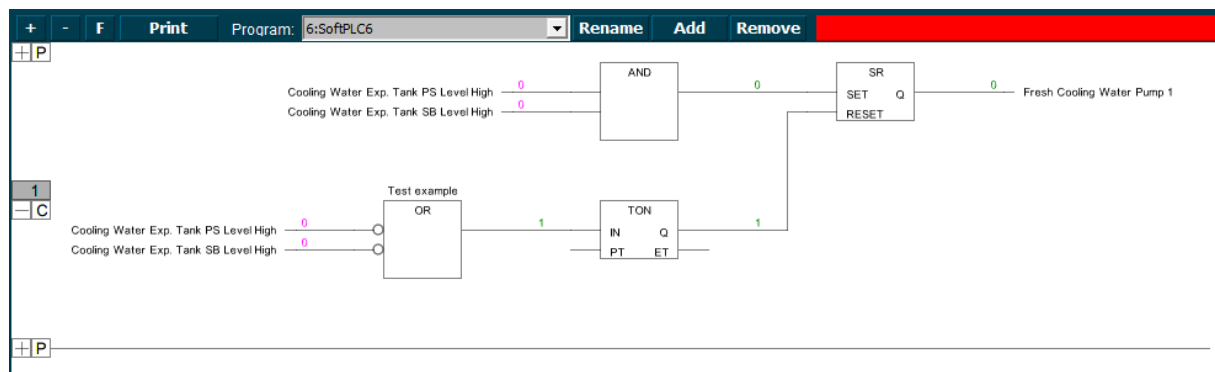 + - F Print Program: 6:SoftPLC6 Rename Add Remove
+ P
AND SR
Cooling Water Exp. Tank PS Level High 0 0 SET Q 0 Fresh Cooling Water Pump 1
Cooling Water Exp. Tank SB Level High 0 RESET
1
- C
Test example
OR TON
Cooling Water Exp. Tank PS Level High 0 1 IN Q 1
Cooling Water Exp. Tank SB Level High 0 PT ET
+ P